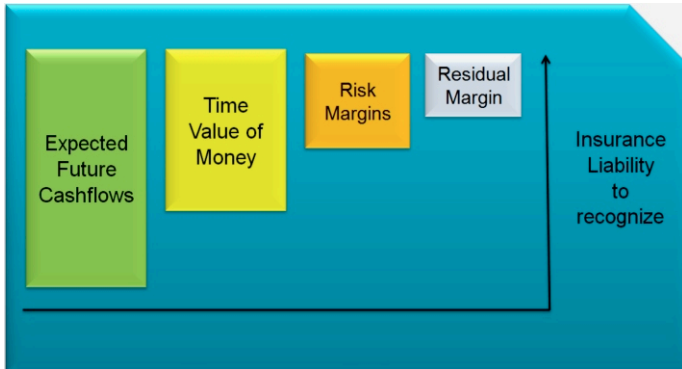 Expected
Future
Cashflows
Time
Value of
Money
Risk
Margins
Residual
Margin
Insurance
Liability
to
recognize